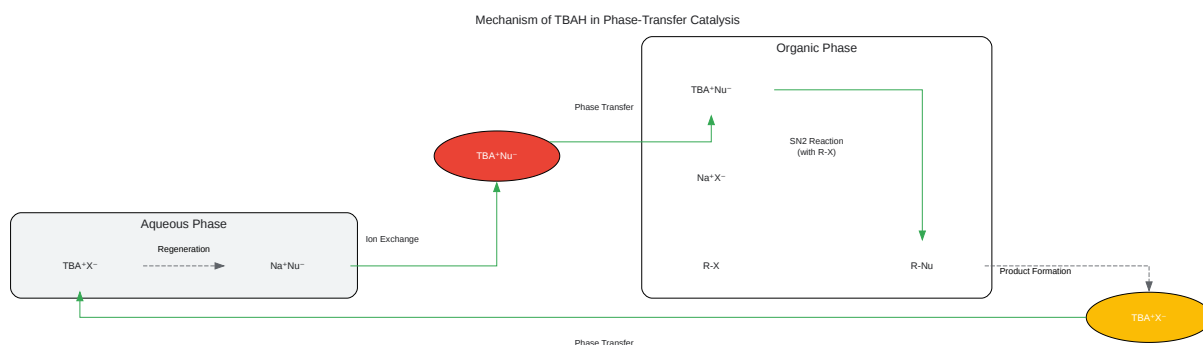 Mechanism of TBAH in Phase-Transfer Catalysis
Organic Phase
TBA⁺Nu⁻
Phase Transfer
SN2 Reaction
(with R-X)
TBA⁺Nu⁻
Na⁺X⁻
Aqueous Phase
Ion Exchange
Regeneration
TBA⁺X⁻
Na⁺Nu⁻
R-X
R-Nu
Product Formation
TBA⁺X⁻
Phase Transfer